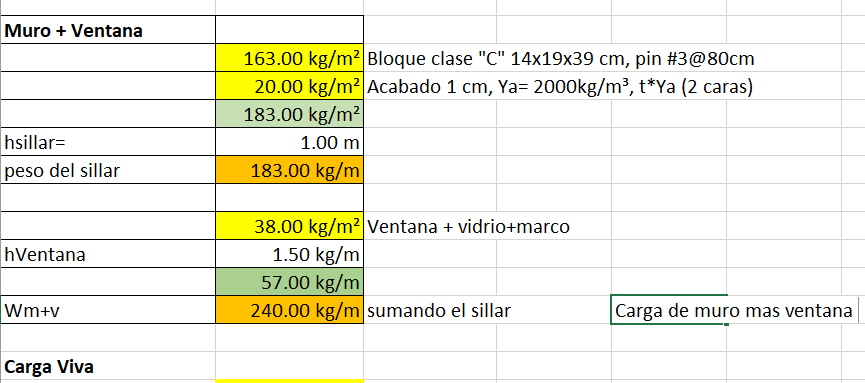 Muro + Ventana
163.00 kg/m² Bloque clase "C" 14x19x39 cm, pin #3@80cm
20.00 kg/m² Acabado 1 cm, Ya= 2000kg/m³, t*Ya (2 caras)
183.00 kg/m²
hsillar= 1.00 m
peso del sillar 183.00 kg/m
38.00 kg/m² Ventana + vidrio+marco
hVentana 1.50 kg/m
57.00 kg/m
Wm+v 240.00 kg/m sumando el sillar Carga de muro mas ventana
Carga Viva